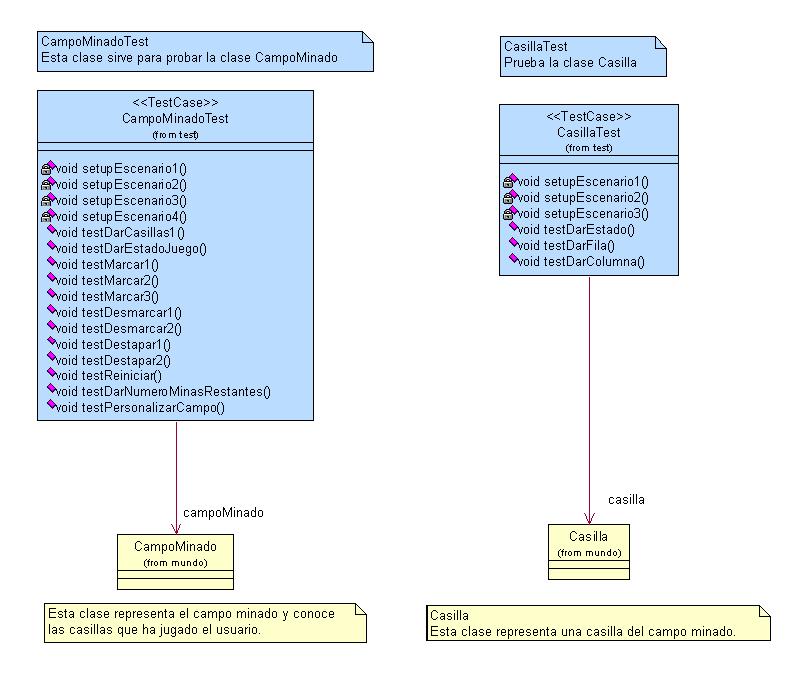 CampoMinadoTest
Esta clase sirve para probar la clase CampoMinado
<<TestCase>>
CampoMinadoTest
(from test)
void setupEscenario1()
void setupEscenario2()
void setupEscenario3()
void setupEscenario4()
void testDarCasillas1()
void testDarEstadoJuego()
void testMarcar1()
void testMarcar2()
void testMarcar3()
void testDesmarcar1()
void testDesmarcar2()
void testDestapar1()
void testDestapar2()
void testReiniciar()
void testDarNumeroMinasRestantes()
void testPersonalizarCampo()
campoMinado
CampoMinado
(from mundo)
Esta clase representa el campo minado y conoce
las casillas que ha jugado el usuario.
CasillaTest
Prueba la clase Casilla
<<TestCase>>
CasillaTest
(from test)
void setupEscenario1()
void setupEscenario2()
void setupEscenario3()
void testDarEstado()
void testDarFila()
void testDarColumna()
casilla
Casilla
(from mundo)
Casilla
Esta clase representa una casilla del campo minado.